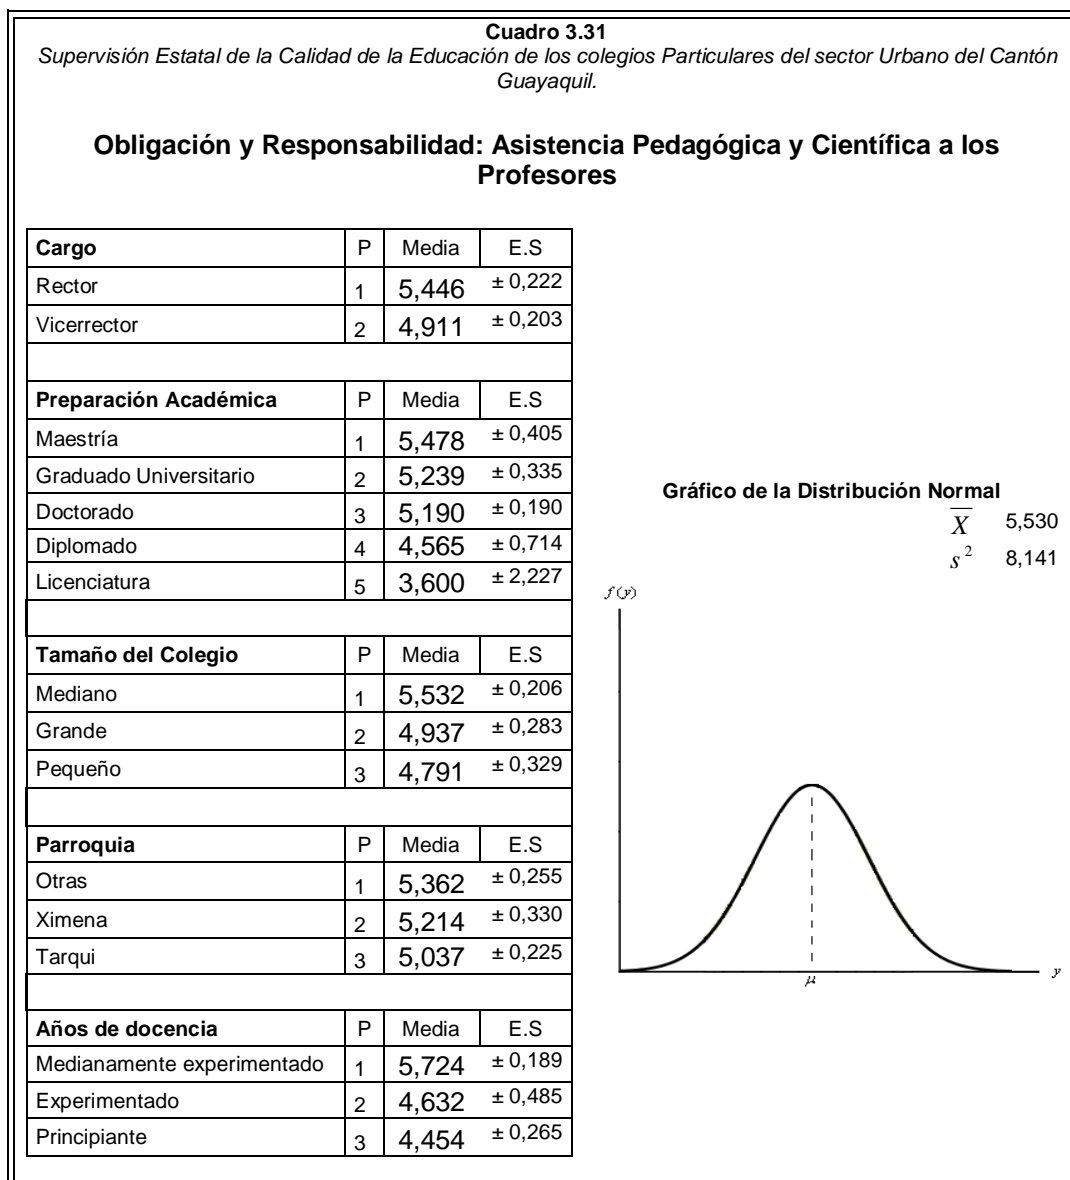 Cuadro 3.31
Supervisión Estatal de la Calidad de la Educación de los colegios Particulares del sector Urbano del Cantón
Guayaquil.
Obligación y Responsabilidad: Asistencia Pedagógica y Científica a los
Profesores
Cargo P Media E.S
Rector 1 5,446 ± 0,222
Vicerrector 2 4,911 ± 0,203
Preparación Académica P Media E.S
Maestría 1 5,478 ± 0,405
Graduado Universitario 2 5,239 ± 0,335
Doctorado 3 5,190 ± 0,190
Diplomado 4 4,565 ± 0,714
Licenciatura 5 3,600 ± 2,227
Tamaño del Colegio P Media E.S
Mediano 1 5,532 ± 0,206
Grande 2 4,937 ± 0,283
Pequeño 3 4,791 ± 0,329
Parroquia P Media E.S
Otras 1 5,362 ± 0,255
Ximena 2 5,214 ± 0,330
Tarqui 3 5,037 ± 0,225
Años de docencia P Media E.S
Medianamente experimentado 1 5,724 ± 0,189
Experimentado 2 4,632 ± 0,485
Principiante 3 4,454 ± 0,265
Gráfico de la Distribución Normal
X̅ 5,530
s² 8,141
f(y)
μ
y